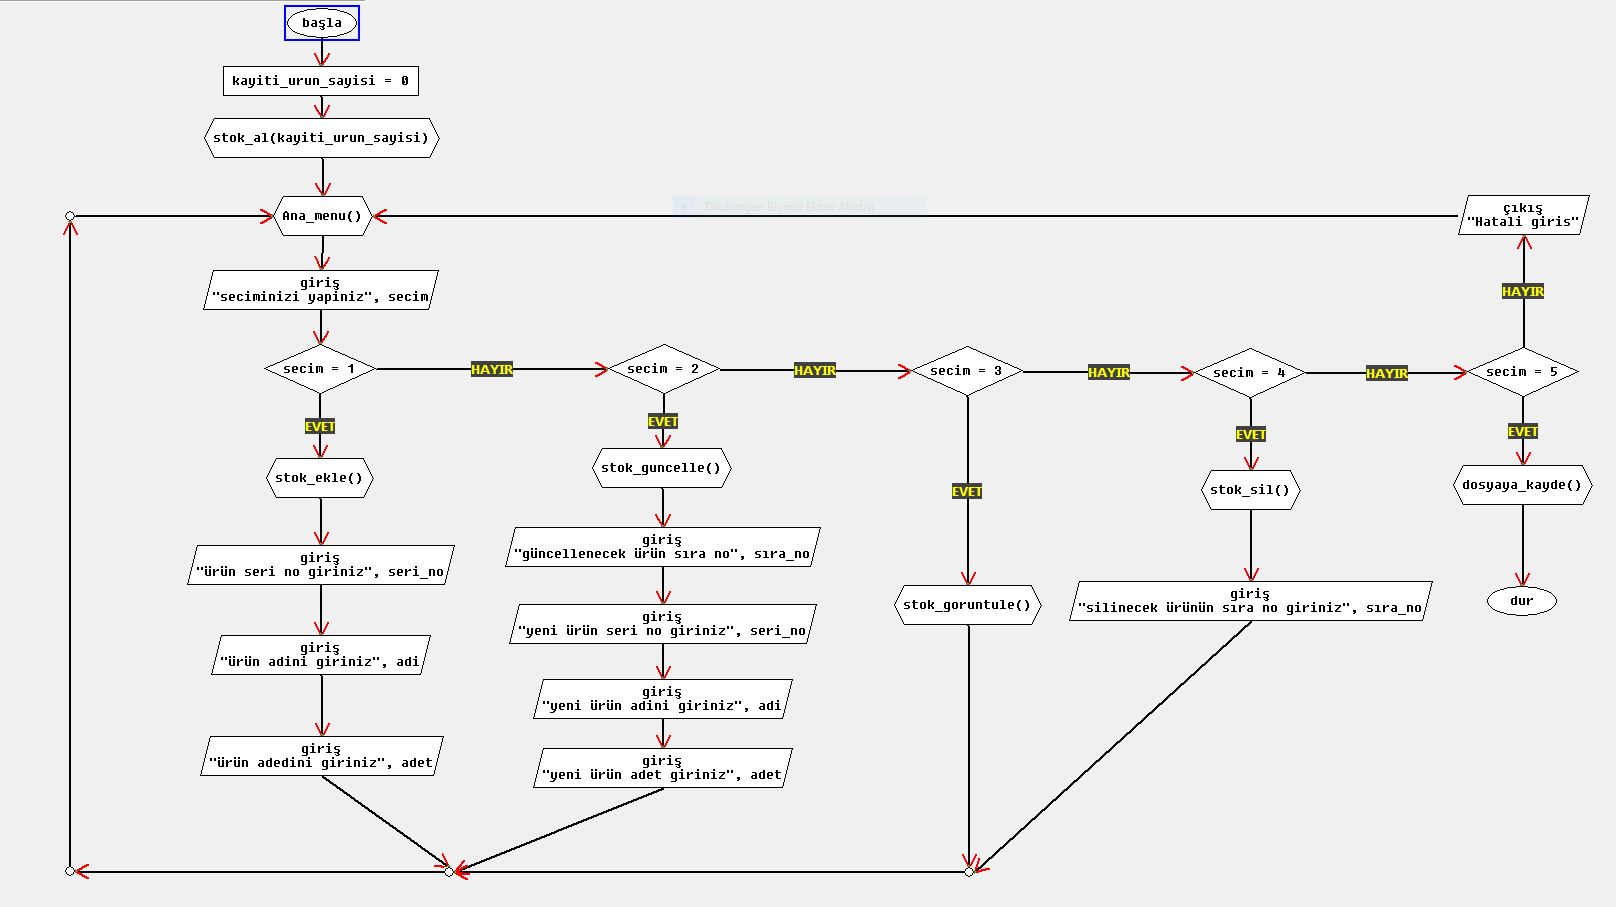 başla
kayiti_urun_sayisi = 0
stok_al(kayiti_urun_sayisi)
Dikdörtgen Biçimli Ekran Alıntısı
Ana_menu()
çıkış
"Hatali giris"
giriş
"seciminizi yapiniz", secim
HAYIR
secim = 1
HAYIR
secim = 2
HAYIR
secim = 3
HAYIR
secim = 4
HAYIR
secim = 5
EVET
stok_ekle()
giriş
"ürün seri no giriniz", seri_no
giriş
"ürün adini giriniz", adi
giriş
"ürün adedini giriniz", adet
EVET
stok_guncelle()
giriş
"güncellenecek ürün sıra no", sıra_no
giriş
"yeni ürün seri no giriniz", seri_no
giriş
"yeni ürün adini giriniz", adi
giriş
"yeni ürün adet giriniz", adet
EVET
stok_goruntule()
EVET
stok_sil()
giriş
"silinecek ürünün sıra no giriniz", sıra_no
EVET
dosyaya_kayde()
dur